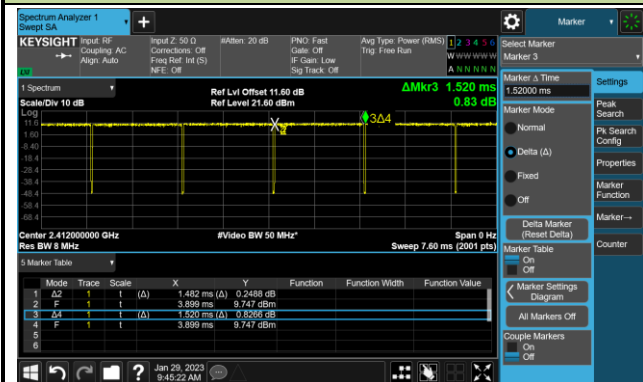 Spectrum Analyzer 1
Swept SA
Marker
KEYSIGHT Input: RF Input Z: 50 Ω #Atten: 20 dB PNO: Fast Avg Type: Power (RMS) 1 2 3 4 5 6
Coupling: AC Corrections: Off Gate: Off Trig: Free Run W W W W W W
Align: Auto Freq Ref: Int (S) IF Gain: Low A N N N N N
NFE: Off Sig Track: Off
Select Marker
Marker 3
1 Spectrum Ref Lvl Offset 11.60 dB ΔMkr3 1.520 ms
Scale/Div 10 dB Ref Level 21.60 dBm 0.83 dB
Log
11.6
1.60
-8.40
-18.4
-28.4
-38.4
-48.4
-58.4
-68.4
3Δ4
Center 2.412000000 GHz #Video BW 50 MHz* Span 0 Hz
Res BW 8 MHz Sweep 7.60 ms (2001 pts)
5 Marker Table
Mode Trace Scale X Y Function Function Width Function Value
1 Δ2 1 t (Δ) 1.482 ms (Δ) 0.2488 dB
2 F 1 t 3.899 ms 9.747 dBm
3 Δ4 1 t (Δ) 1.520 ms (Δ) 0.8266 dB
4 F 1 t 3.899 ms 9.747 dBm
5
6
Marker Δ Time
1.52000 ms
Marker Mode
Normal
Delta (Δ)
Fixed
Off
Delta Marker
(Reset Delta)
Marker Table
On
Off
Marker Settings
Diagram
All Markers Off
Couple Markers
On
Off
Settings
Peak
Search
Pk Search
Config
Properties
Marker
Function
Marker→
Counter
Jan 29, 2023
9:45:22 AM